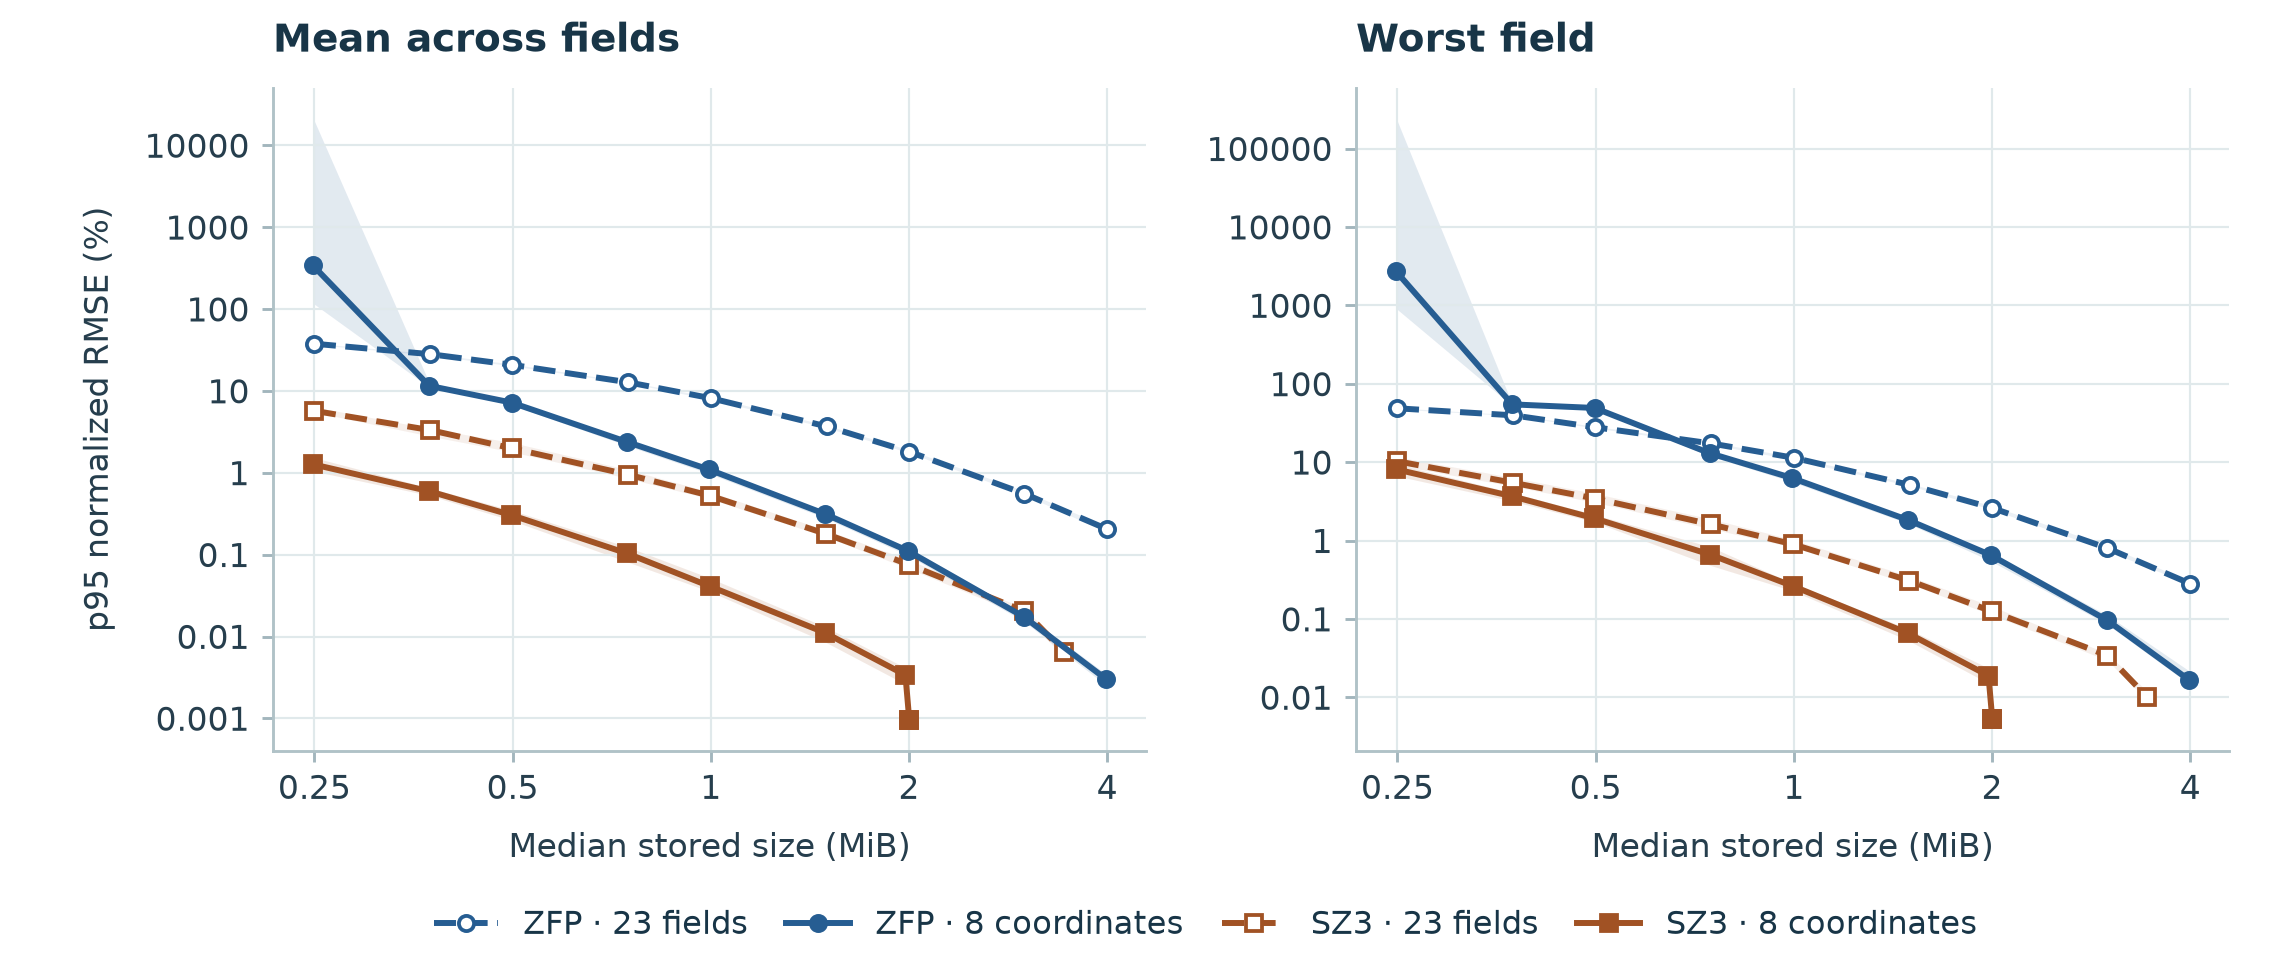 Mean across fields
p95 normalized RMSE (%)
10000
1000
100
10
1
0.1
0.01
0.001
0.25 0.5 1 2 4
Median stored size (MiB)
Worst field
100000
10000
1000
100
10
1
0.1
0.01
0.25 0.5 1 2 4
Median stored size (MiB)
ZFP · 23 fields ZFP · 8 coordinates SZ3 · 23 fields SZ3 · 8 coordinates